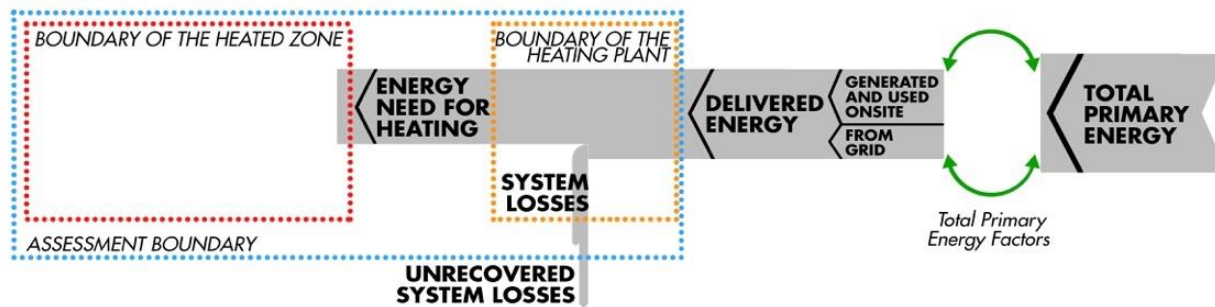 BOUNDARY OF THE HEATED ZONE
BOUNDARY OF THE
HEATING PLANT
ENERGY
NEED FOR
HEATING
DELIVERED
ENERGY
GENERATED
AND USED
ONSITE
FROM
GRID
TOTAL
PRIMARY
ENERGY
SYSTEM
LOSSES
Total Primary
Energy Factors
ASSESSMENT BOUNDARY
UNRECOVERED
SYSTEM LOSSES